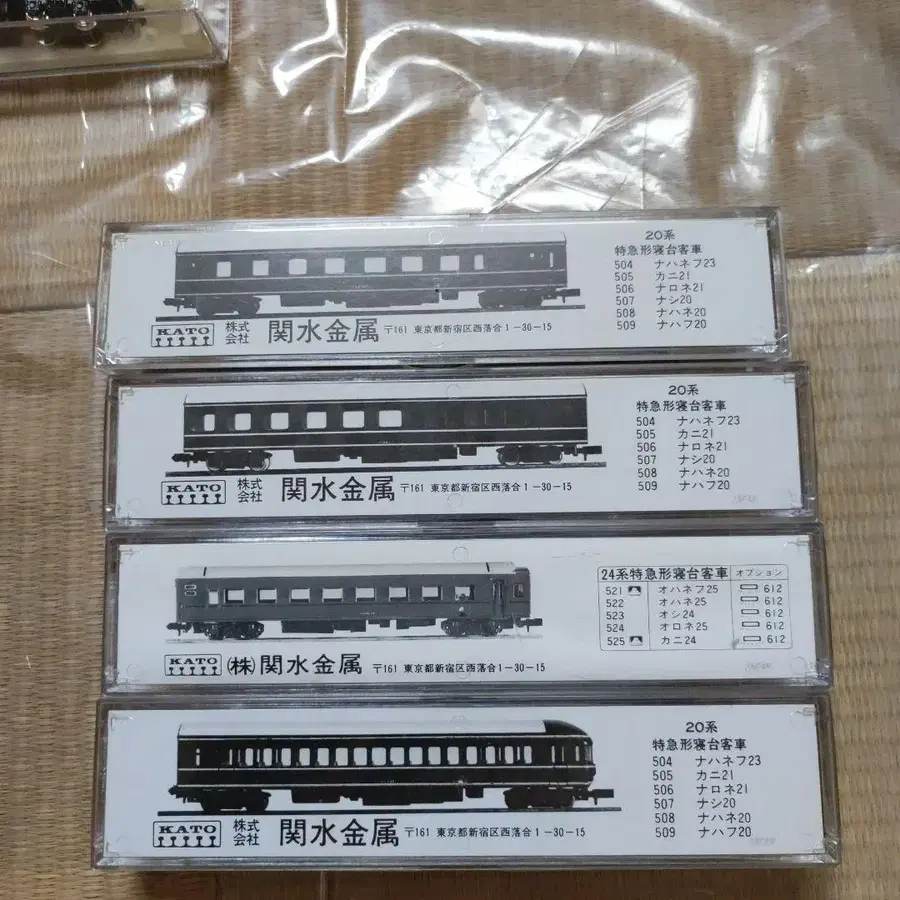 20系
特急形寝台客車
504 ナハネフ23
505 カニ21
506 ナロネ21
507 ナシ20
508 ナハネ20
509 ナハフ20
KATO 株式会社 関水金属 〒161 東京都新宿区西落合1-30-15
20系
特急形寝台客車
504 ナハネフ23
505 カニ21
506 ナロネ21
507 ナシ20
508 ナハネ20
509 ナハフ20
KATO 株式会社 関水金属 〒161 東京都新宿区西落合1-30-15
24系特急形寝台客車 オプション
521 オハネフ25 612
522 オハネ25 612
523 オシ24 612
524 オロネ25 612
525 カニ24 612
KATO (株)関水金属 〒161 東京都新宿区西落合1-30-15
20系
特急形寝台客車
504 ナハネフ23
505 カニ21
506 ナロネ21
507 ナシ20
508 ナハネ20
509 ナハフ20
KATO 株式会社 関水金属 〒161 東京都新宿区西落合1-30-15